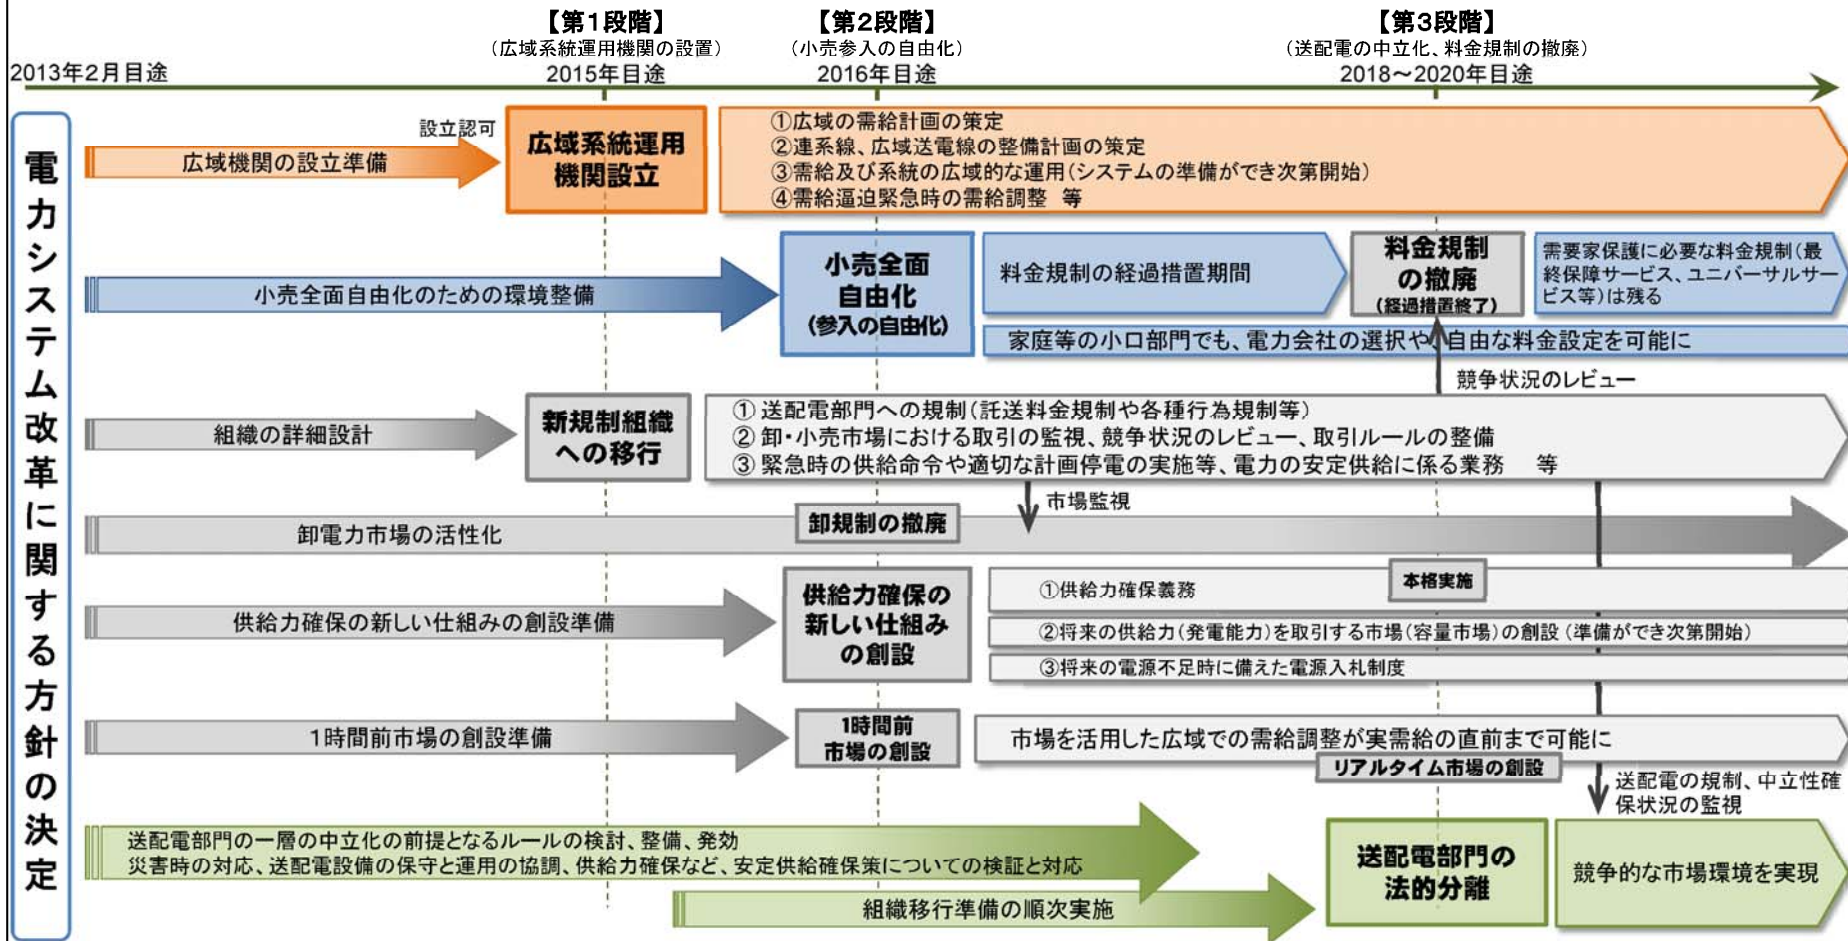 【第1段階】
(広域系統運用機関の設置)
2015年目途
【第2段階】
(小売参入の自由化)
2016年目途
【第3段階】
(送配電の中立化、料金規制の撤廃)
2018～2020年目途
2013年2月目途
電力システム改革に関する方針の決定
広域機関の設立準備
設立認可
広域系統運用
機関設立
①広域の需給計画の策定
②連系線、広域送電線の整備計画の策定
③需給及び系統の広域的な運用(システムの準備ができ次第開始)
④需給逼迫緊急時の需給調整 等
小売全面自由化のための環境整備
小売全面
自由化
(参入の自由化)
料金規制の経過措置期間
料金規制
の撤廃
(経過措置終了)
需要家保護に必要な料金規制(最
終保障サービス、ユニバーサルサー
ビス等)は残る
家庭等の小口部門でも、電力会社の選択や、自由な料金設定を可能に
競争状況のレビュー
組織の詳細設計
新規制組織
への移行
① 送配電部門への規制(託送料金規制や各種行為規制等)
② 卸・小売市場における取引の監視、競争状況のレビュー、取引ルールの整備
③ 緊急時の供給命令や適切な計画停電の実施等、電力の安定供給に係る業務 等
市場監視
卸電力市場の活性化
卸規制の撤廃
供給力確保の新しい仕組みの創設準備
供給力確保の
新しい仕組み
の創設
①供給力確保義務
本格実施
②将来の供給力(発電能力)を取引する市場(容量市場)の創設(準備ができ次第開始)
③将来の電源不足時に備えた電源入札制度
1時間前市場の創設準備
1時間前
市場の創設
市場を活用した広域での需給調整が実需給の直前まで可能に
リアルタイム市場の創設
送配電の規制、中立性確
保状況の監視
送配電部門の一層の中立化の前提となるルールの検討、整備、発効
災害時の対応、送配電設備の保守と運用の協調、供給力確保など、安定供給確保策についての検証と対応
組織移行準備の順次実施
送配電部門の
法的分離
競争的な市場環境を実現